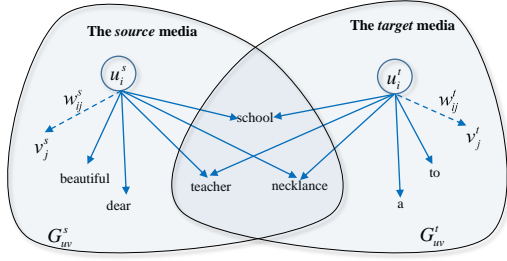 The source media
The target media
u_i^s
u_i^t
w_ij^s
w_ij^t
school
v_j^s
v_j^t
beautiful
teacher
necklance
to
dear
a
G_uv^s
G_uv^t